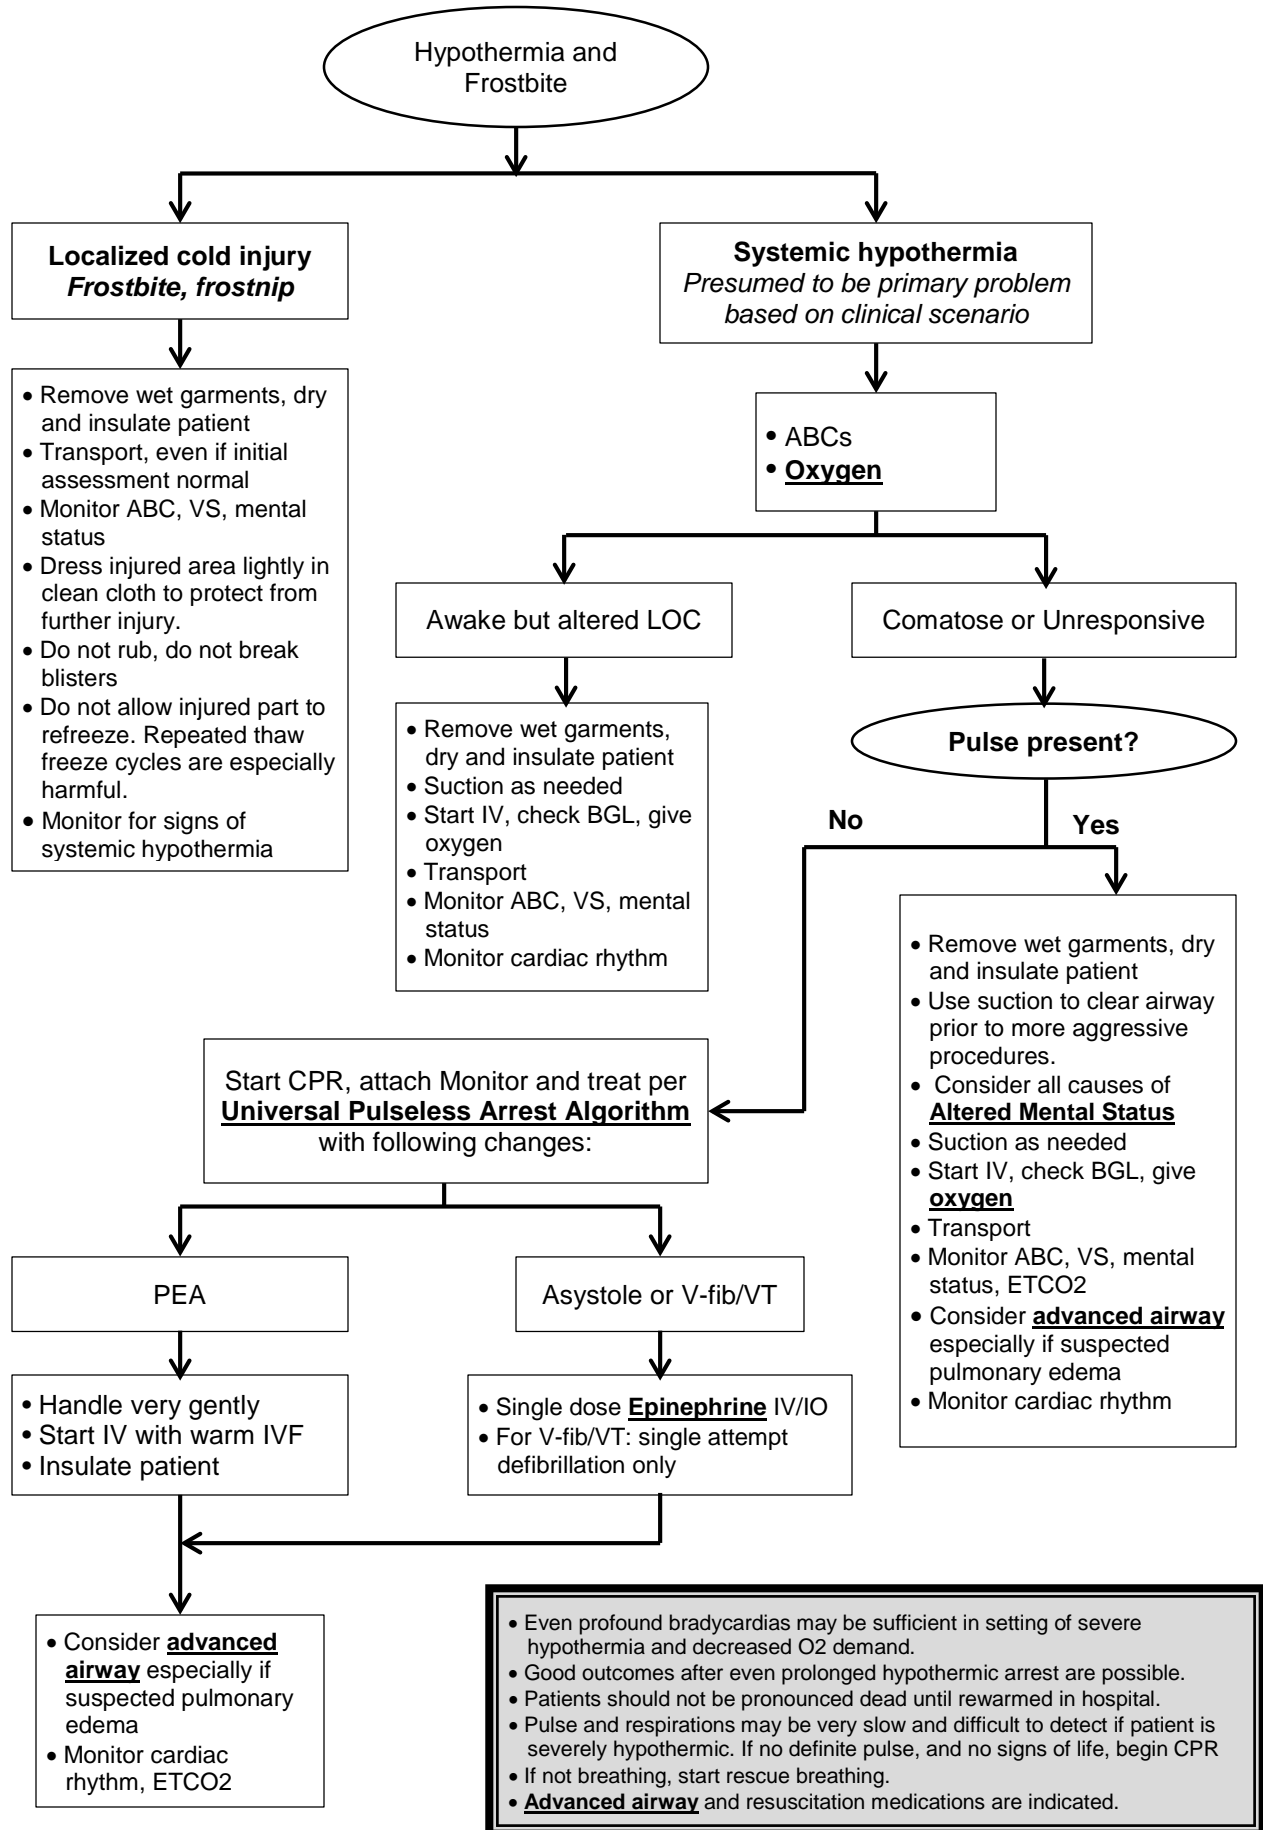 Hypothermia and
Frostbite
Localized cold injury
Frostbite, frostnip
Systemic hypothermia
Presumed to be primary problem
based on clinical scenario
• Remove wet garments, dry
and insulate patient
• Transport, even if initial
assessment normal
• Monitor ABC, VS, mental
status
• Dress injured area lightly in
clean cloth to protect from
further injury.
• Do not rub, do not break
blisters
• Do not allow injured part to
refreeze. Repeated thaw
freeze cycles are especially
harmful.
• Monitor for signs of
systemic hypothermia
• ABCs
• Oxygen
Awake but altered LOC
Comatose or Unresponsive
• Remove wet garments,
dry and insulate patient
• Suction as needed
• Start IV, check BGL, give
oxygen
• Transport
• Monitor ABC, VS, mental
status
• Monitor cardiac rhythm
Pulse present?
No
Yes
• Remove wet garments, dry
and insulate patient
• Use suction to clear airway
prior to more aggressive
procedures.
• Consider all causes of
Altered Mental Status
• Suction as needed
• Start IV, check BGL, give
oxygen
• Transport
• Monitor ABC, VS, mental
status, ETCO2
• Consider advanced airway
especially if suspected
pulmonary edema
• Monitor cardiac rhythm
Start CPR, attach Monitor and treat per
Universal Pulseless Arrest Algorithm
with following changes:
PEA
Asystole or V-fib/VT
• Handle very gently
• Start IV with warm IVF
• Insulate patient
• Single dose Epinephrine IV/IO
• For V-fib/VT: single attempt
defibrillation only
• Consider advanced
airway especially if
suspected pulmonary
edema
• Monitor cardiac
rhythm, ETCO2
• Even profound bradycardias may be sufficient in setting of severe
hypothermia and decreased O2 demand.
• Good outcomes after even prolonged hypothermic arrest are possible.
• Patients should not be pronounced dead until rewarmed in hospital.
• Pulse and respirations may be very slow and difficult to detect if patient is
severely hypothermic. If no definite pulse, and no signs of life, begin CPR
• If not breathing, start rescue breathing.
• Advanced airway and resuscitation medications are indicated.